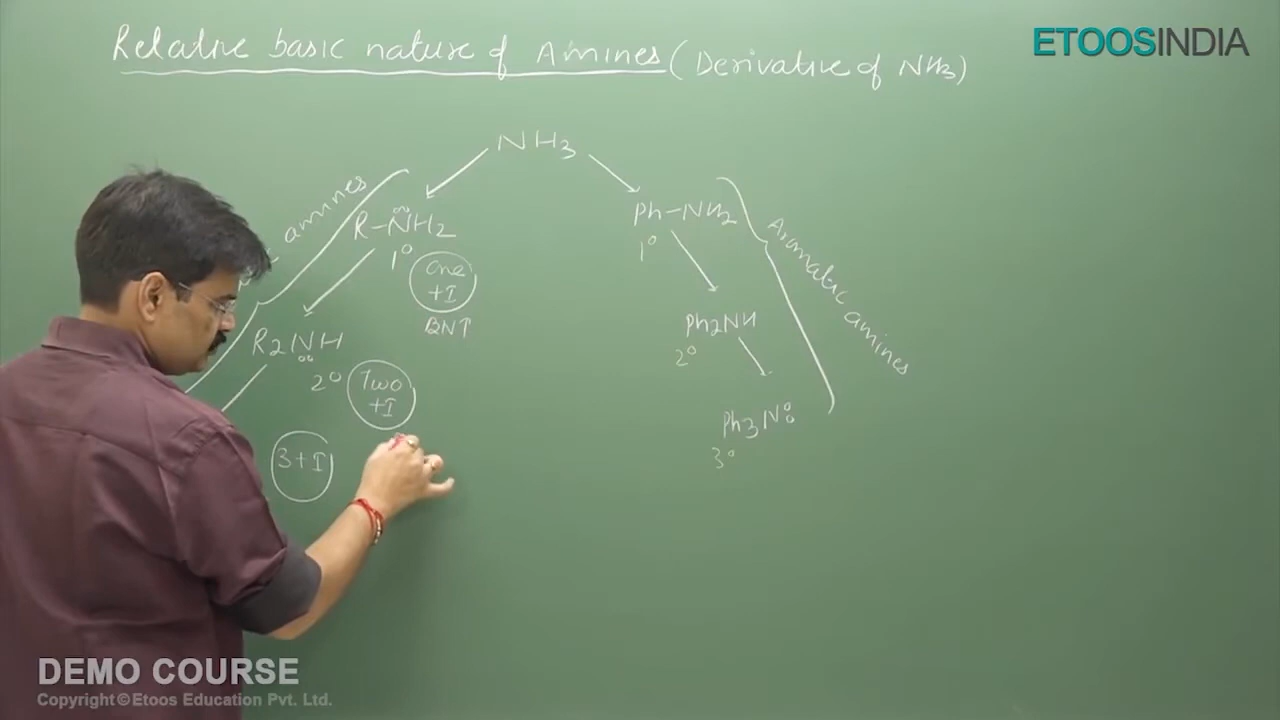 Relative basic nature of Amines (Derivative of NH3)
ETOOSINDIA
NH3
amines
R-NH2
1°
one
+I
BN↑
R2NH
2°
Two
+I
3+I
Ph-NH2
1°
Ph2NH
2°
Ph3N
3°
Aromatic amines
DEMO COURSE
Copyright©Etoos Education Pvt. Ltd.